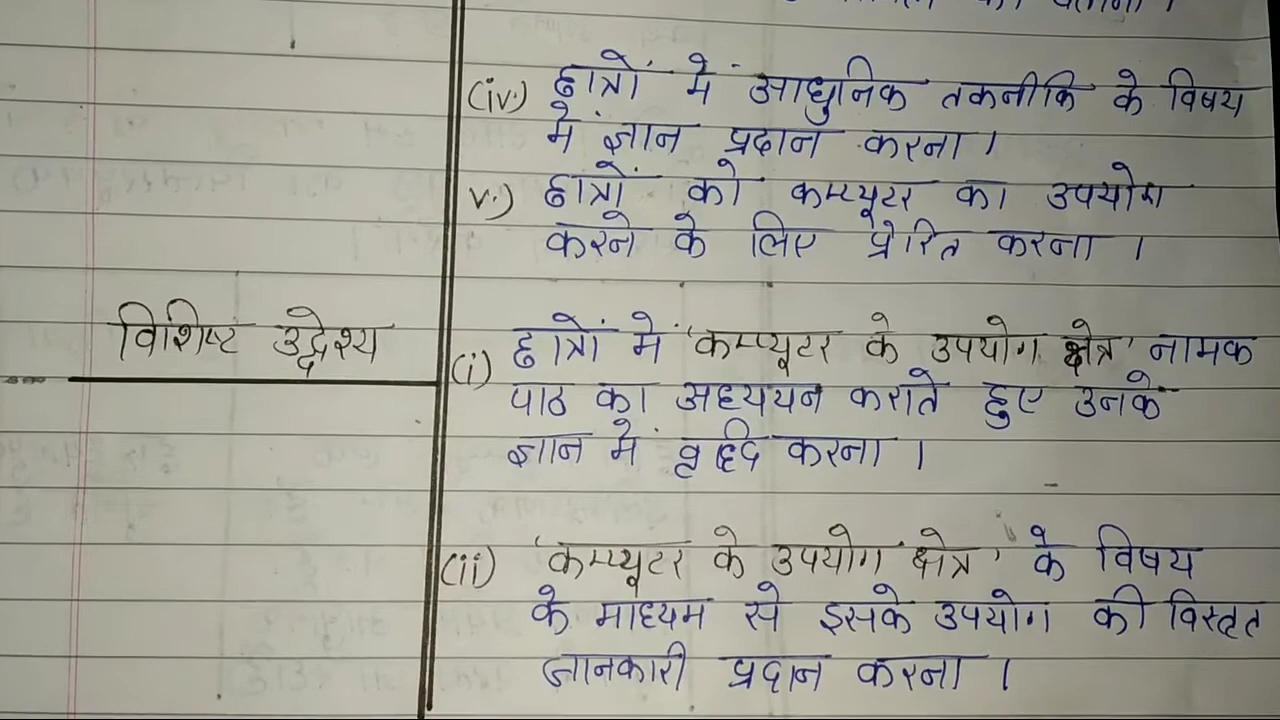 (iv.) छात्रों में आधुनिक तकनीकि के विषय
में ज्ञान प्रदान करना ।
v.) छात्रों को कम्प्यूटर का उपयोग
करने के लिए प्रेरित करना ।
विशिष्ट उद्देश्य
(i) छात्रों में 'कम्प्यूटर के उपयोग क्षेत्र' नामक
पाठ का अध्ययन कराते हुए उनके
ज्ञान में वृद्धि करना ।
(ii) 'कम्प्यूटर के उपयोग क्षेत्र' के विषय
के माध्यम से इसके उपयोग की विस्तृत
जानकारी प्रदान करना ।